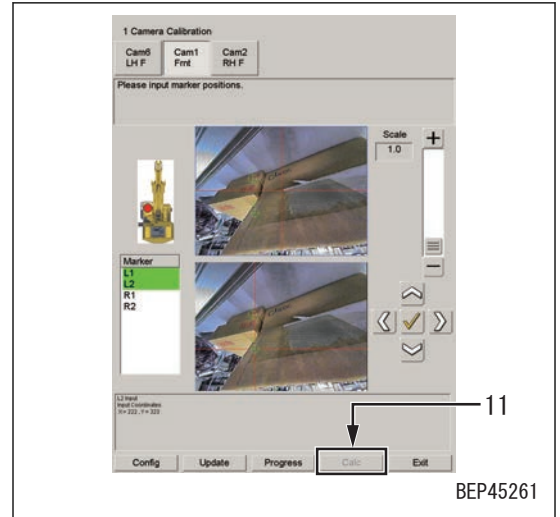 1 Camera Calibration
Cam6 Cam1 Cam2
LH F Frnt RH F
Please input marker positions.
Scale
1.0
Marker
L1
L2
R1
R2
L2 Input
Input Coordinates
X = 222 , Y = 323
11
Config Update Progress Calc Exit
BEP45261